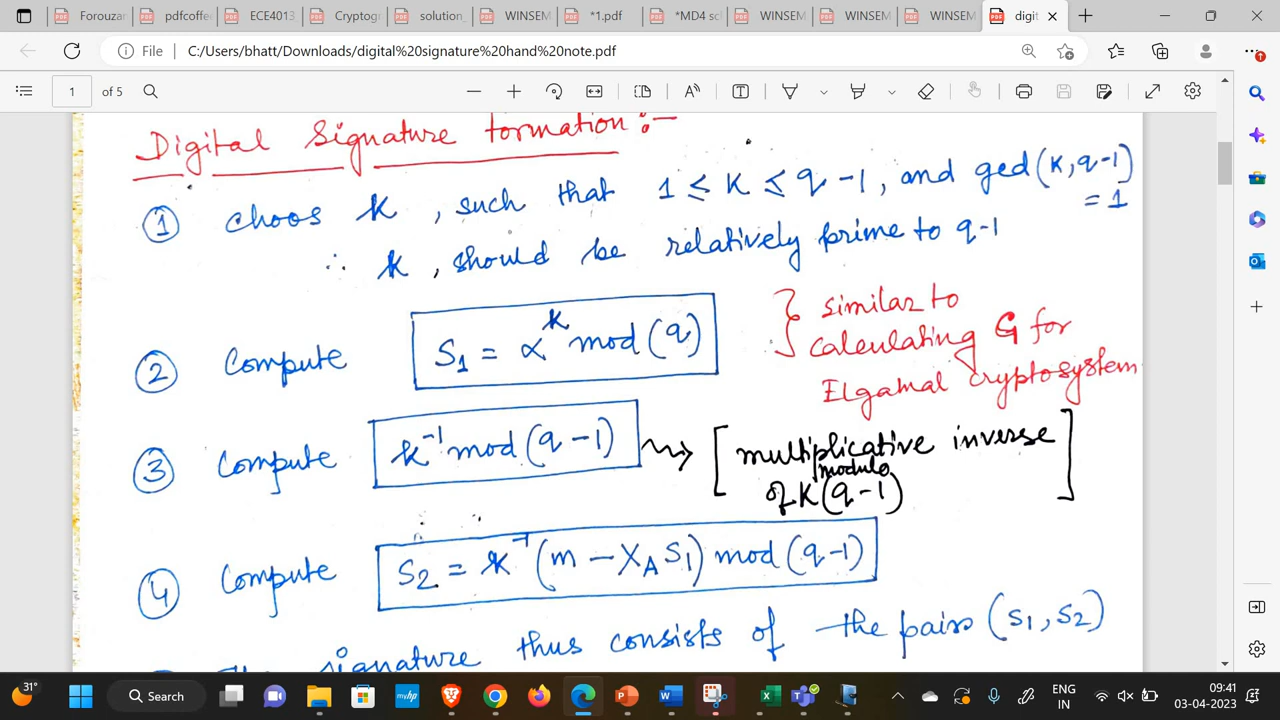 Forouzan
pdfcoffee
ECE4013
Cryptog
solution_
WINSEM
*1.pdf
*MD4 sc
WINSEM
WINSEM
WINSEM
digit
File C:/Users/bhatt/Downloads/digital%20signature%20hand%20note.pdf
1 of 5
Digital Signature formation :-
① choos k, such that 1 ≤ K ≤ q-1, and gcd(K, q-1) = 1
∴ k, should be relatively prime to q-1
② Compute S₁ = α^k mod (q) } similar to
calculating G for
Elgamal cryptosystem
③ Compute k⁻¹ mod (q-1) [multiplicative inverse
of K modulo (q-1)]
④ Compute S₂ = k⁻¹ (m - X_A S₁) mod (q-1)
signature thus consists of the pairs (S₁, S₂)
31°
Search
ENG
IN
09:41
03-04-2023